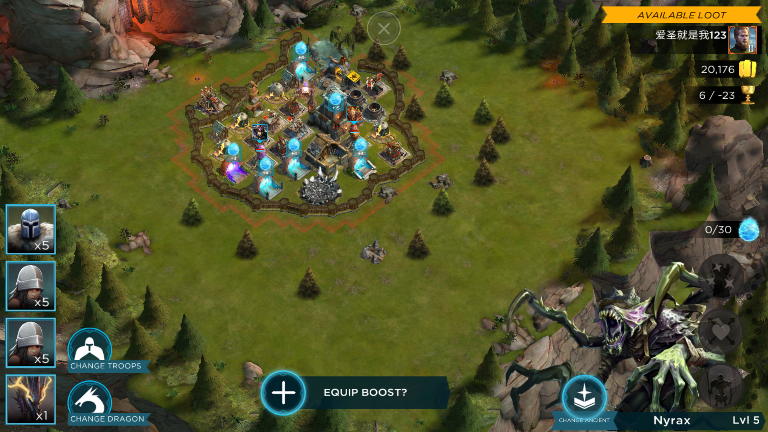 AVAILABLE LOOT
爱圣就是我123
20,176
6 / -23
0/30
x5
x5
x5
CHANGE TROOPS
x1
CHANGE DRAGON
EQUIP BOOST?
CHANGE ANCIENT
Nyrax
Lvl 5